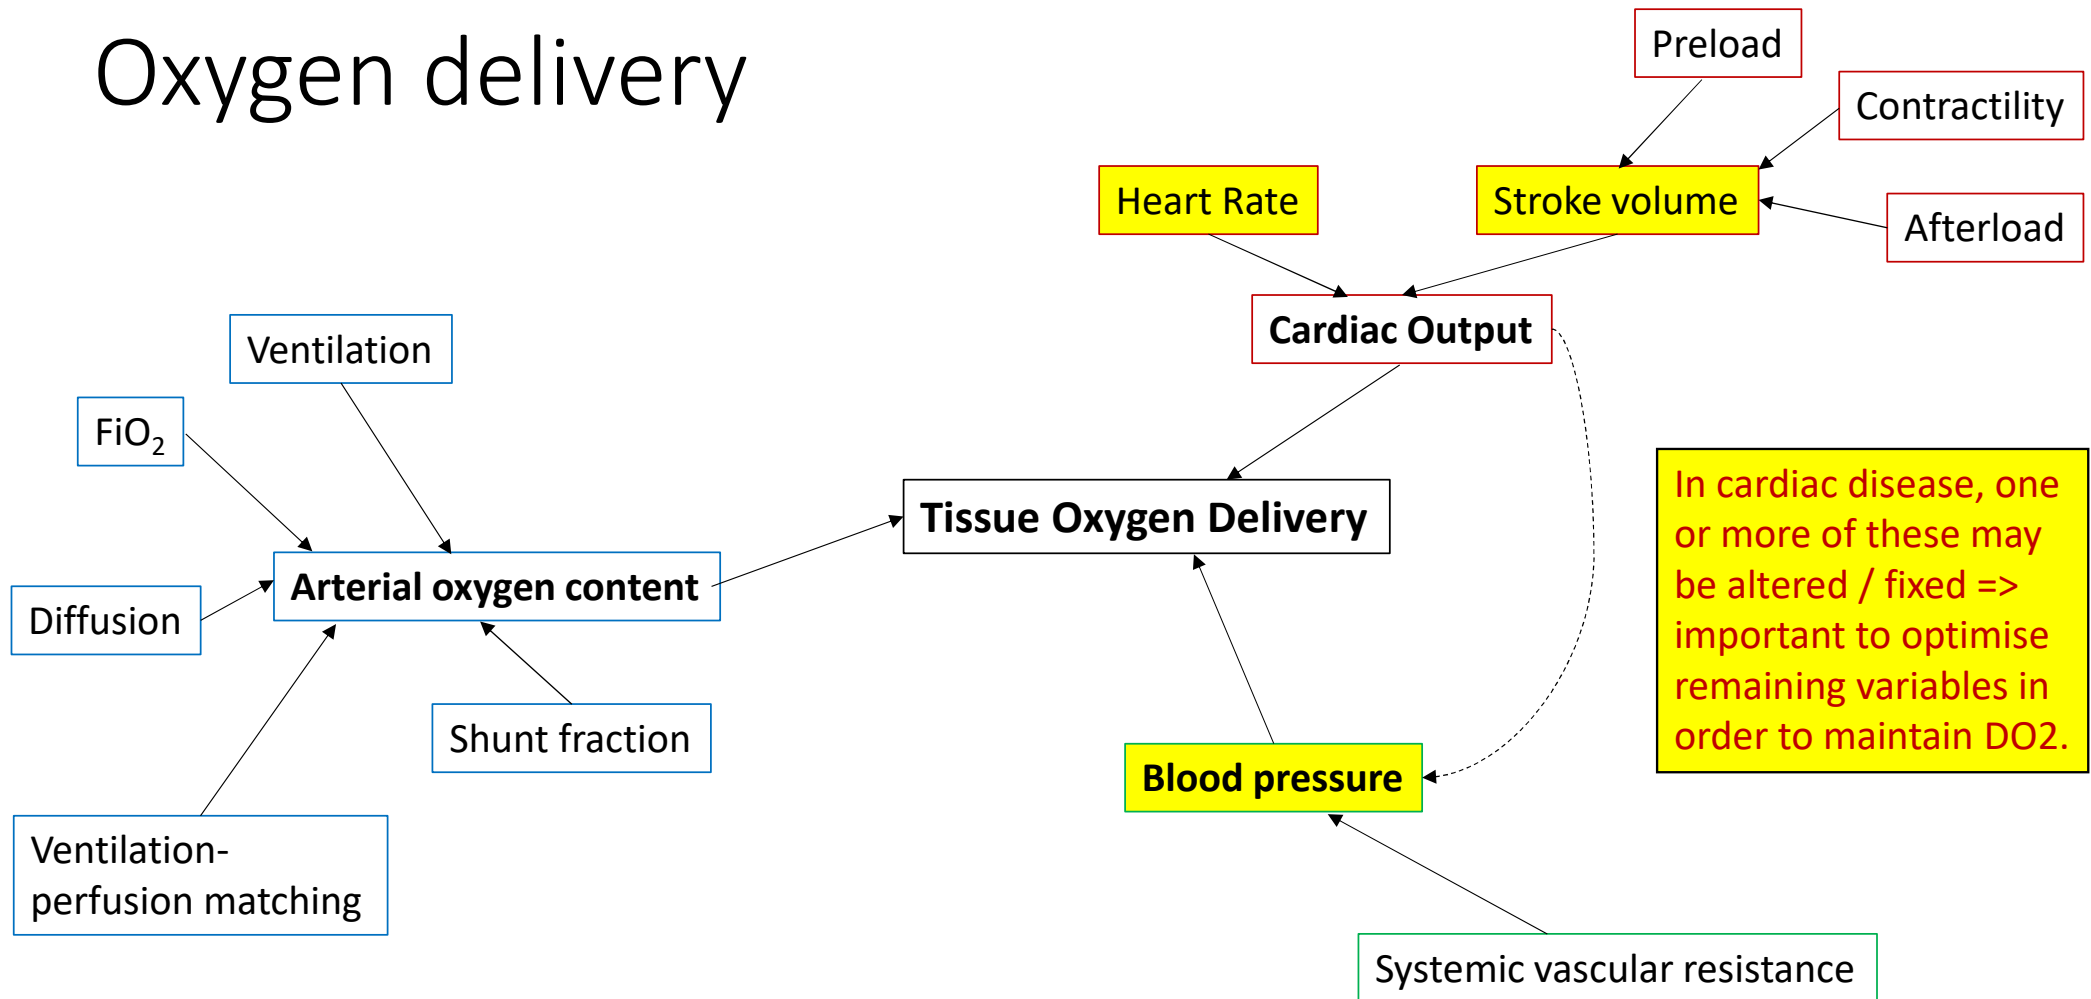 Oxygen delivery
Preload
Contractility
Heart Rate
Stroke volume
Afterload
Cardiac Output
Ventilation
FiO₂
Tissue Oxygen Delivery
In cardiac disease, one
or more of these may
be altered / fixed =>
important to optimise
remaining variables in
order to maintain DO2.
Arterial oxygen content
Diffusion
Shunt fraction
Blood pressure
Ventilation-
perfusion matching
Systemic vascular resistance